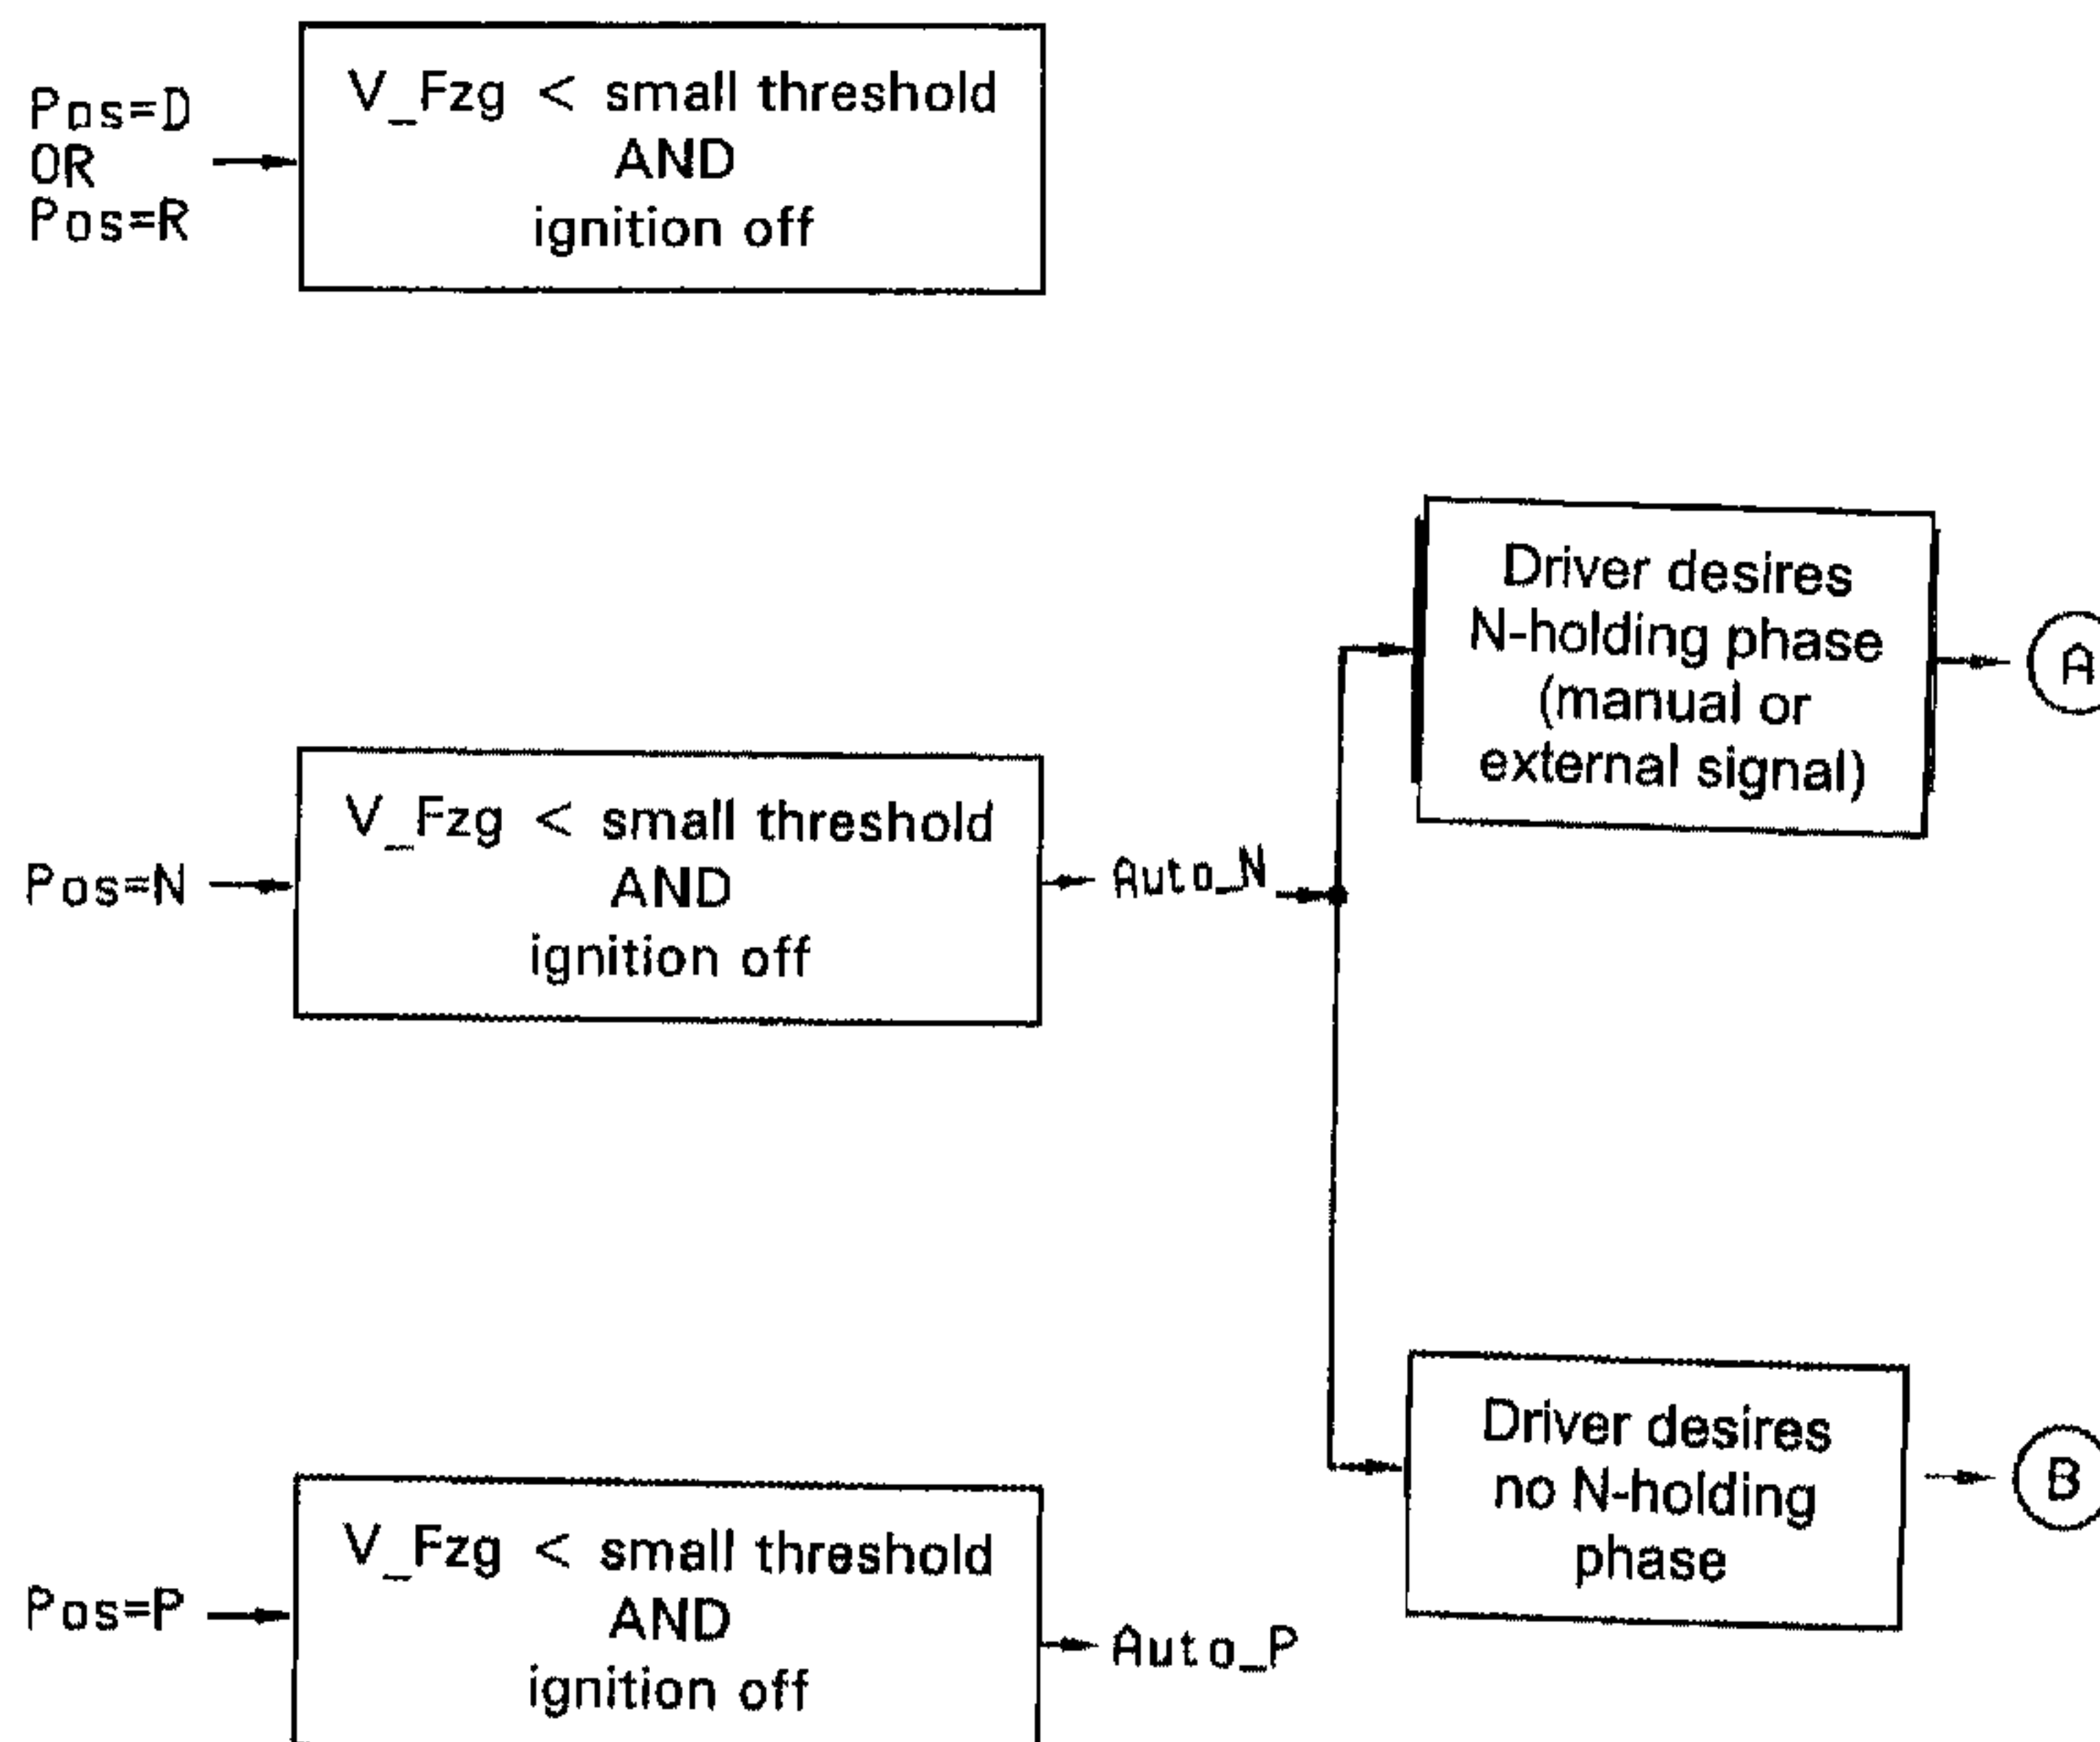 Pos=D
OR
Pos=R
V_Fzg < small threshold
AND
ignition off
Driver desires
N-holding phase
(manual or
external signal)
A
Pos=N
V_Fzg < small threshold
AND
ignition off
Auto_N
Driver desires
no N-holding
phase
B
Pos=P
V_Fzg < small threshold
AND
ignition off
Auto_P